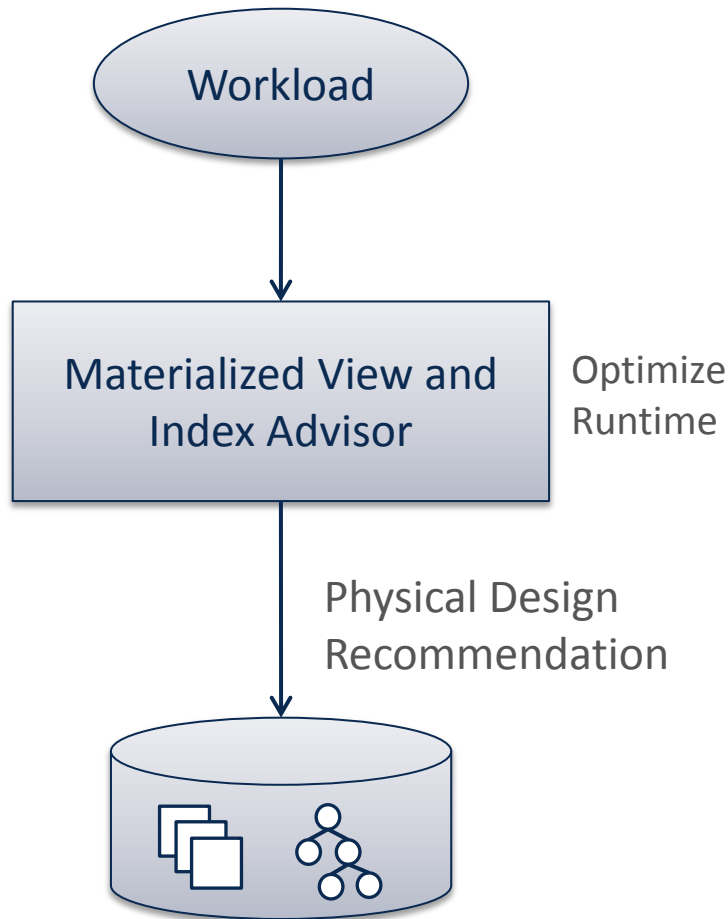 Workload
Materialized View and
Index Advisor
Optimize
Runtime
Physical Design
Recommendation